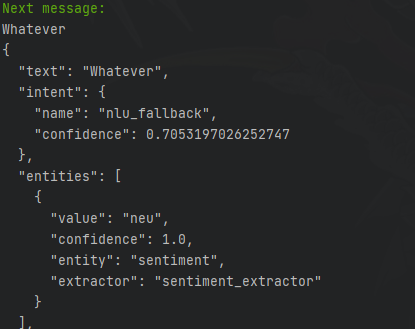 Next message:
Whatever
{
  "text": "Whatever",
  "intent": {
    "name": "nlu_fallback",
    "confidence": 0.7053197026252747
  },
  "entities": [
    {
      "value": "neu",
      "confidence": 1.0,
      "entity": "sentiment",
      "extractor": "sentiment_extractor"
    }
  ],